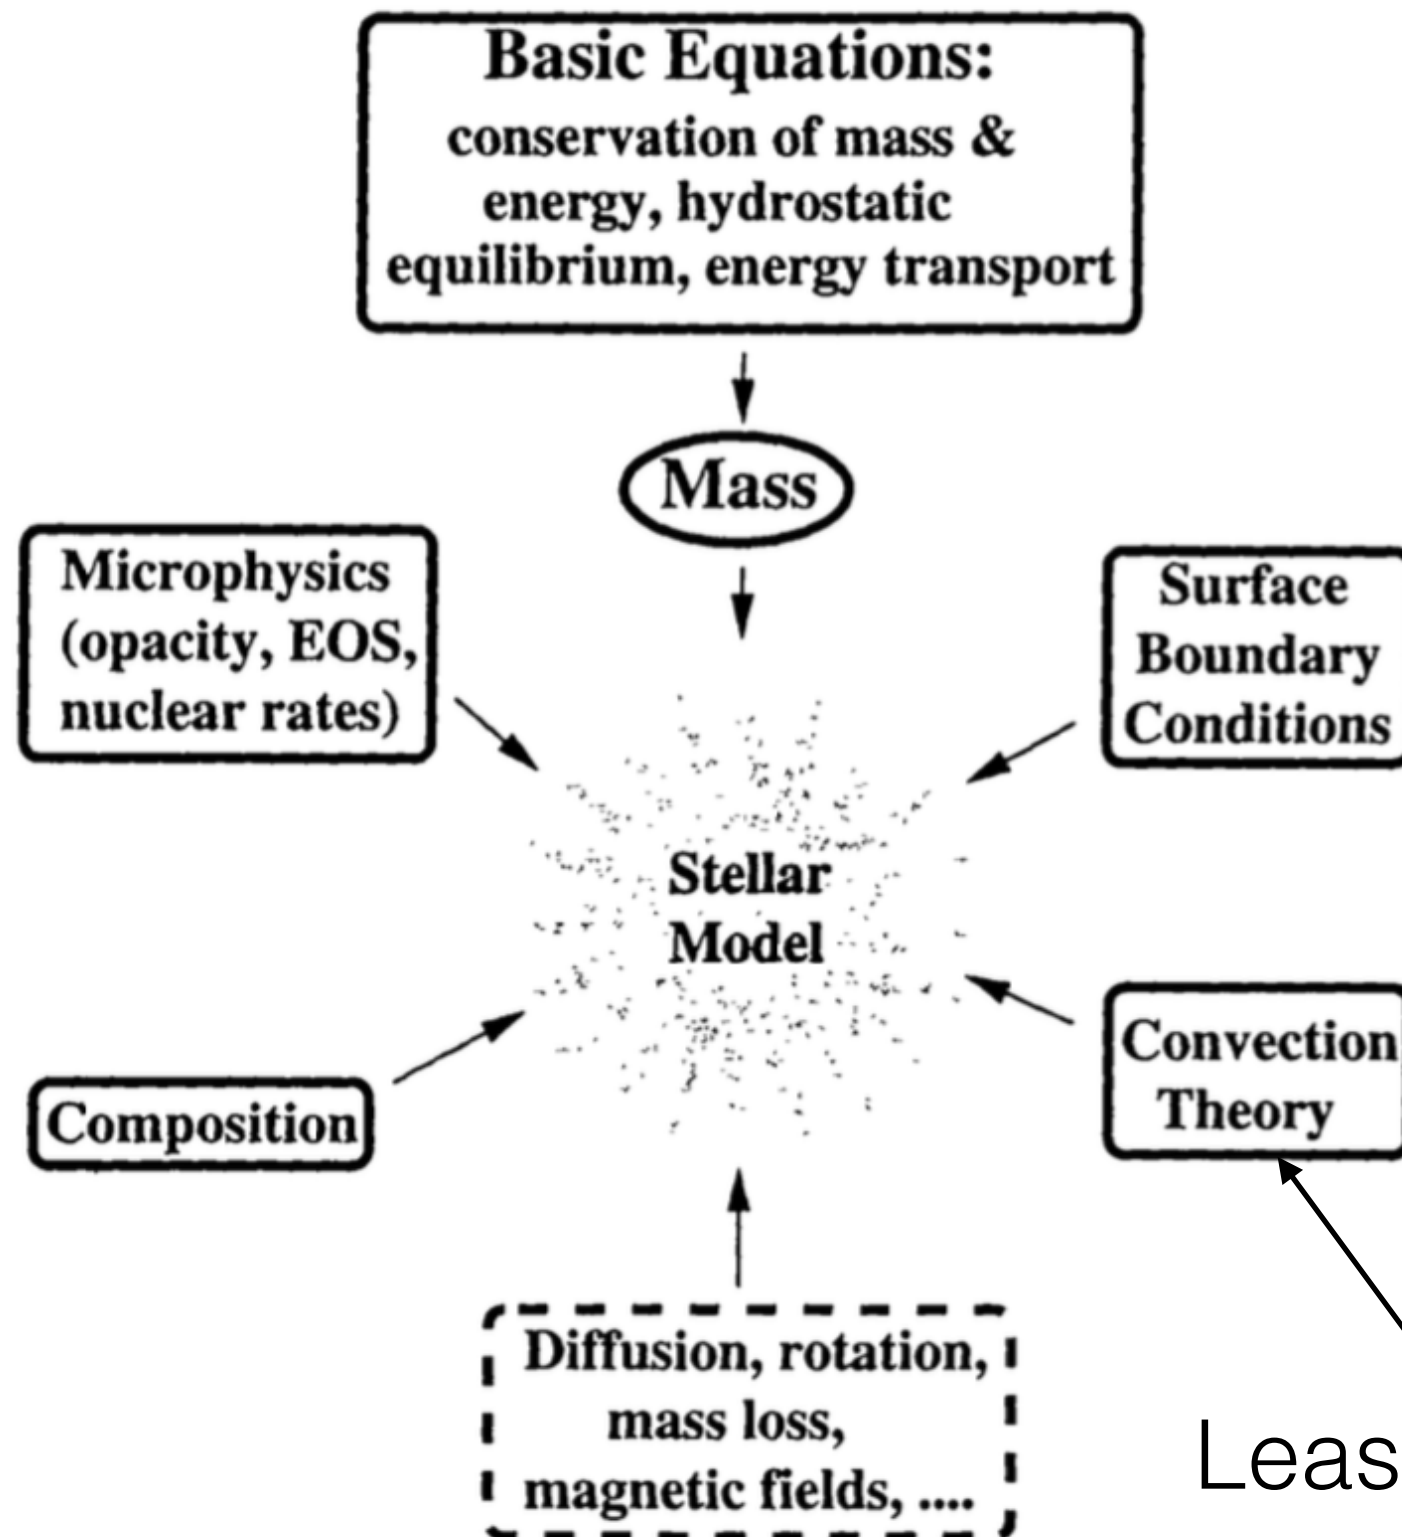 Basic Equations:
conservation of mass &
energy, hydrostatic
equilibrium, energy transport
Mass
Microphysics
(opacity, EOS,
nuclear rates)
Surface
Boundary
Conditions
Stellar
Model
Composition
Convection
Theory
Diffusion, rotation,
mass loss,
magnetic fields, ....
Leas